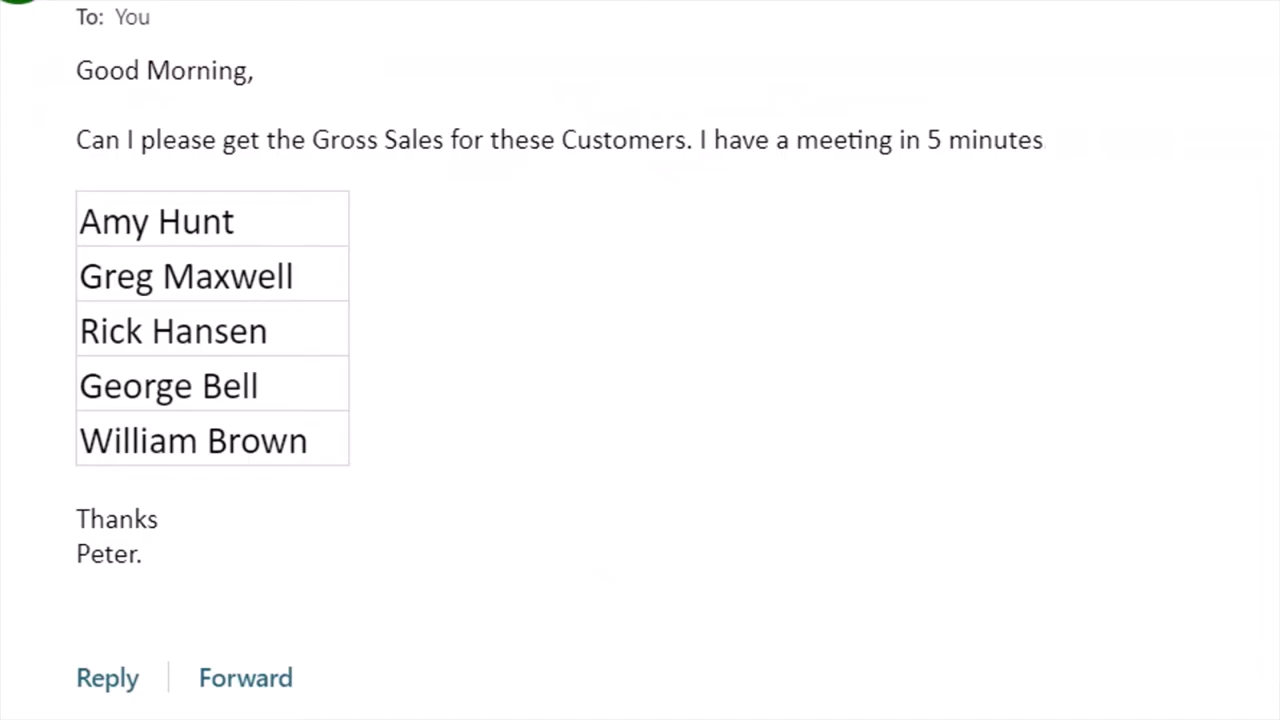 To: You
Good Morning,
Can I please get the Gross Sales for these Customers. I have a meeting in 5 minutes
Amy Hunt
Greg Maxwell
Rick Hansen
George Bell
William Brown
Thanks
Peter.
Reply Forward